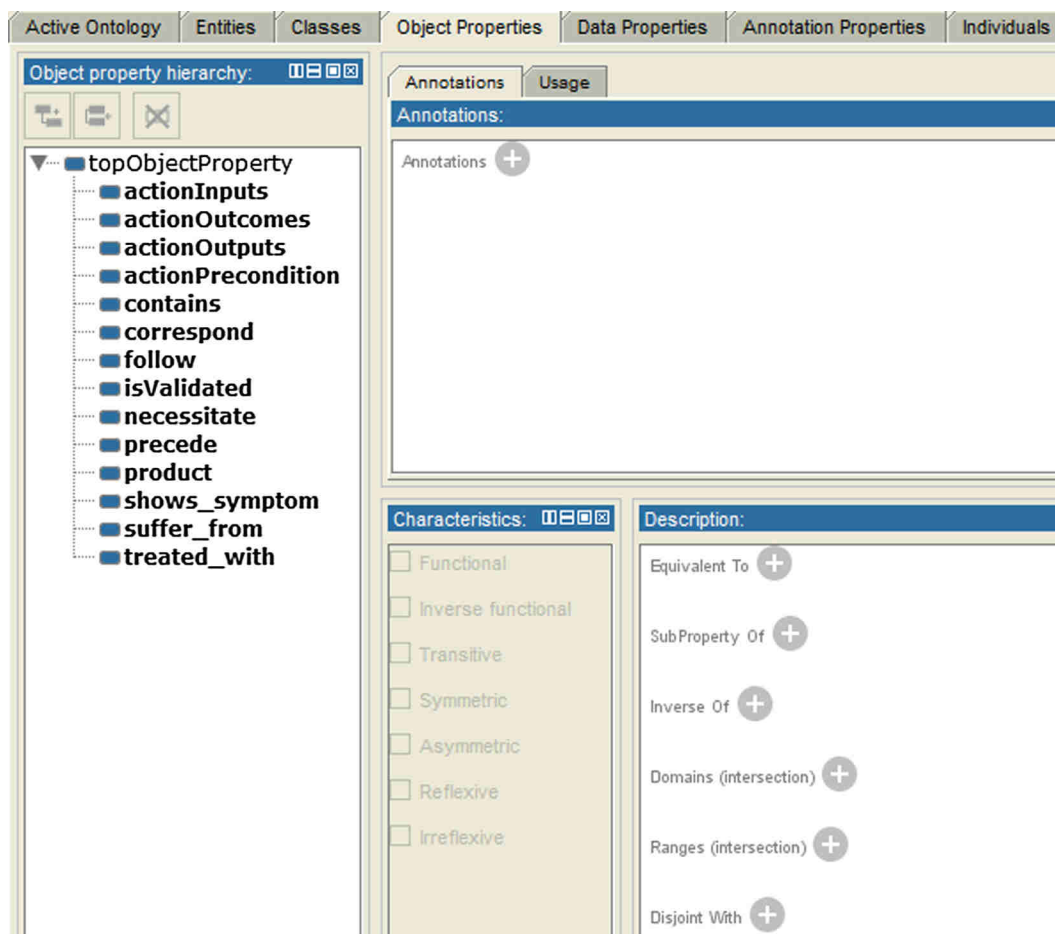 Active Ontology Entities Classes Object Properties Data Properties Annotation Properties Individuals
Object property hierarchy:
topObjectProperty
actionInputs
actionOutcomes
actionOutputs
actionPrecondition
contains
correspond
follow
isValidated
necessitate
precede
product
shows_symptom
suffer_from
treated_with
Annotations Usage
Annotations:
Annotations
Characteristics:
Functional
Inverse functional
Transitive
Symmetric
Asymmetric
Reflexive
Irreflexive
Description:
Equivalent To
SubProperty Of
Inverse Of
Domains (intersection)
Ranges (intersection)
Disjoint With